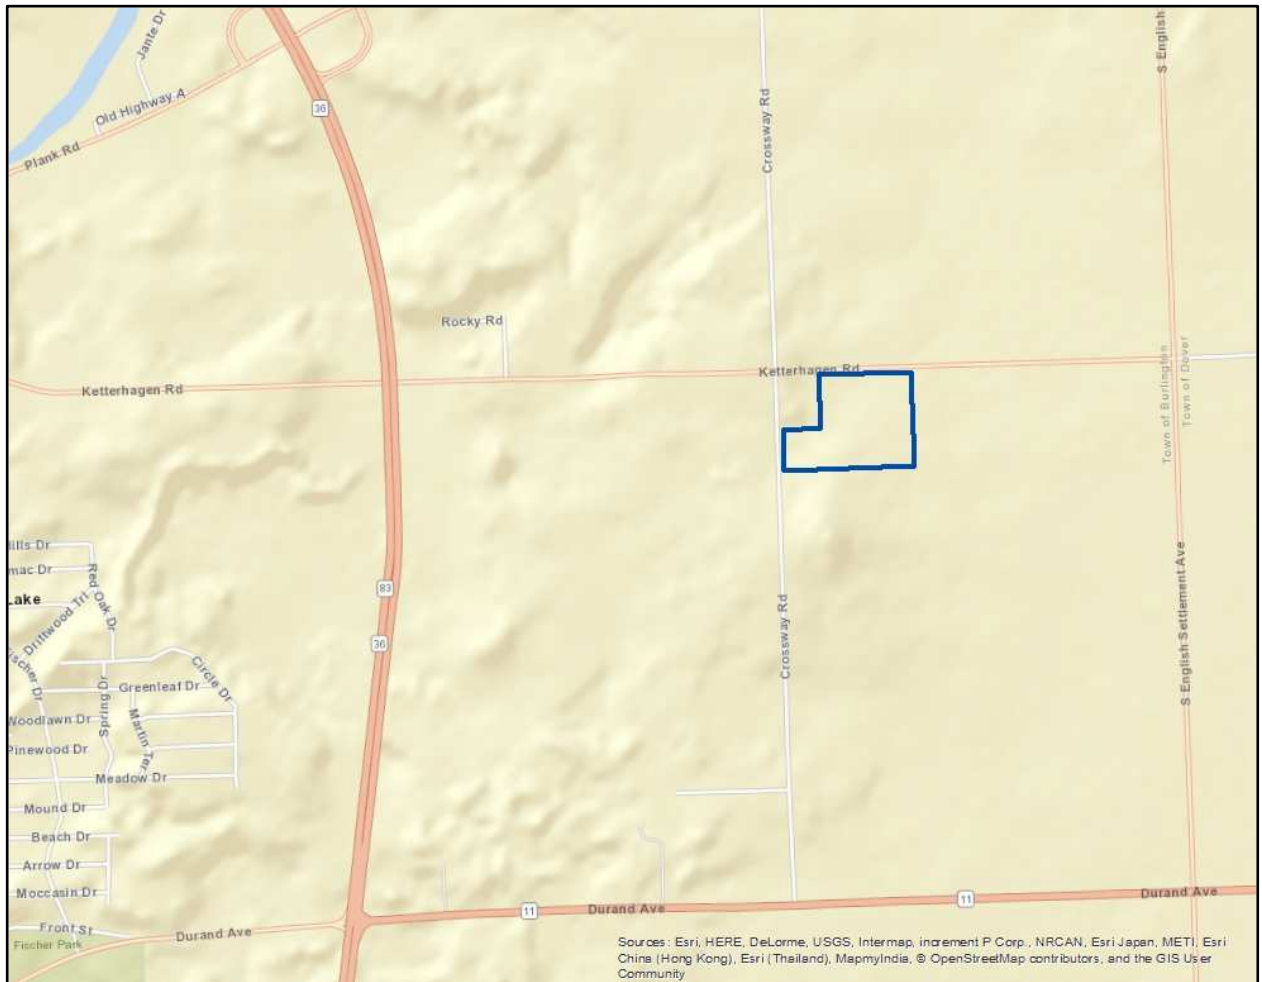 Jante Dr
S English
36
Old Highway A
Plank Rd
Crossway Rd
Rocky Rd
Ketterhagen Rd
Ketterhagen Rd
Town of Burlington
Town of Dover
ills Dr
mac Dr
Lake
Red Oak Dr
Driftwood Trl
ischer Dr
Circle Dr
Greenleaf Dr
Spring Dr
Martin Ter
Woodlawn Dr
Pinewood Dr
Meadow Dr
Mound Dr
Beach Dr
Arrow Dr
Moccasin Dr
Front St
Fischer Park
83
36
Crossway Rd
S English Settlement Ave
Durand Ave
11
Durand Ave
11
Durand Ave
Sources: Esri, HERE, DeLorme, USGS, Intermap, increment P Corp., NRCAN, Esri Japan, METI, Esri
China (Hong Kong), Esri (Thailand), MapmyIndia, © OpenStreetMap contributors, and the GIS User
Community